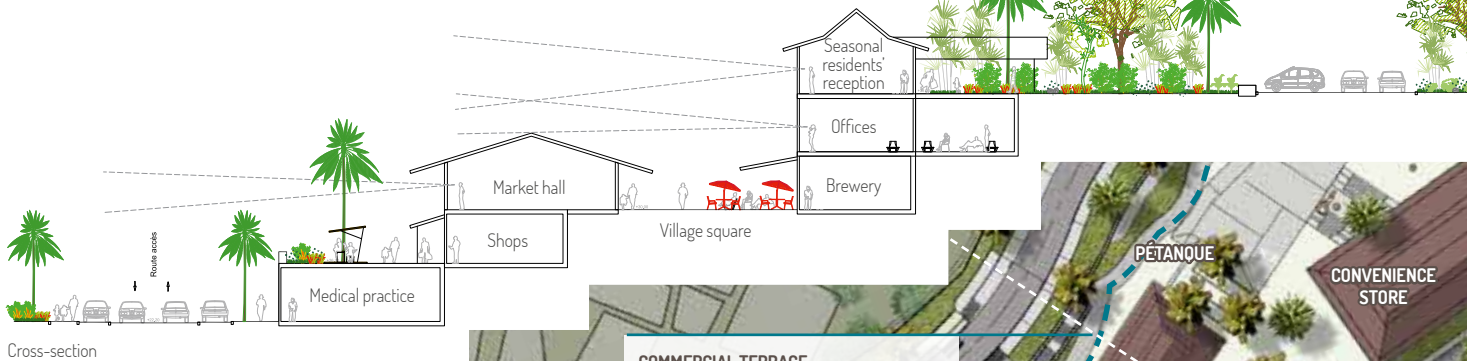 Seasonal
residents'
reception
Offices
Brewery
Market hall
Shops
Village square
Medical practice
Route accès
Cross-section
PÉTANQUE
CONVENIENCE
STORE
COMMERCIAL TERRACE